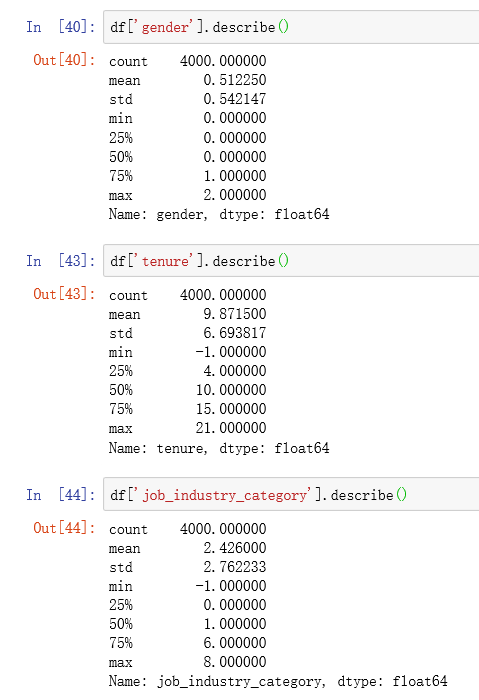 In [40]: df['gender'].describe()
Out[40]: count 4000.000000
mean 0.512250
std 0.542147
min 0.000000
25% 0.000000
50% 0.000000
75% 1.000000
max 2.000000
Name: gender, dtype: float64
In [43]: df['tenure'].describe()
Out[43]: count 4000.000000
mean 9.871500
std 6.693817
min -1.000000
25% 4.000000
50% 10.000000
75% 15.000000
max 21.000000
Name: tenure, dtype: float64
In [44]: df['job_industry_category'].describe()
Out[44]: count 4000.000000
mean 2.426000
std 2.762233
min -1.000000
25% 0.000000
50% 1.000000
75% 6.000000
max 8.000000
Name: job_industry_category, dtype: float64